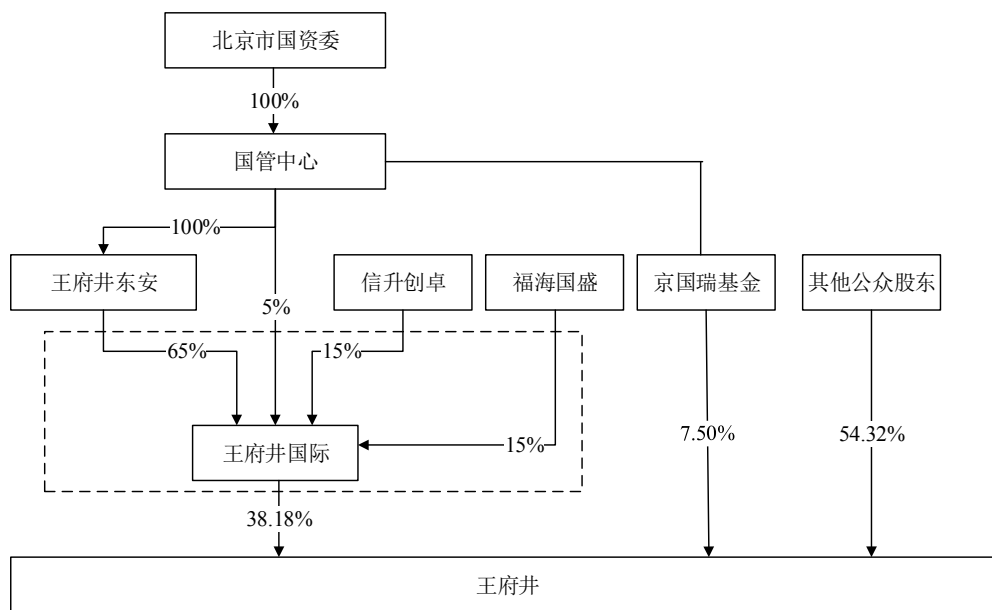 北京市国资委
100%
国管中心
100%
王府井东安
信升创卓
福海国盛
京国瑞基金
其他公众股东
5%
65%
15%
王府井国际
15%
7.50%
54.32%
38.18%
王府井